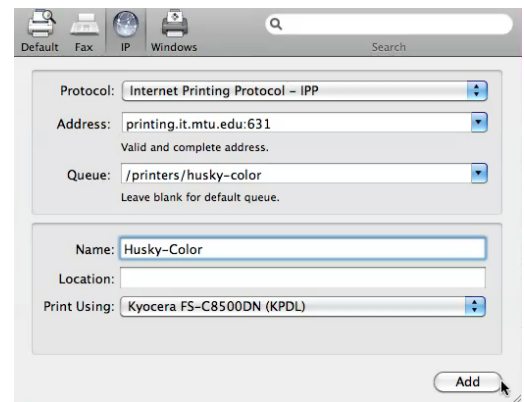 Default Fax IP Windows Search
Protocol: Internet Printing Protocol – IPP
Address: printing.it.mtu.edu:631
Valid and complete address.
Queue: /printers/husky-color
Leave blank for default queue.
Name: Husky-Color
Location:
Print Using: Kyocera FS-C8500DN (KPDL)
Add